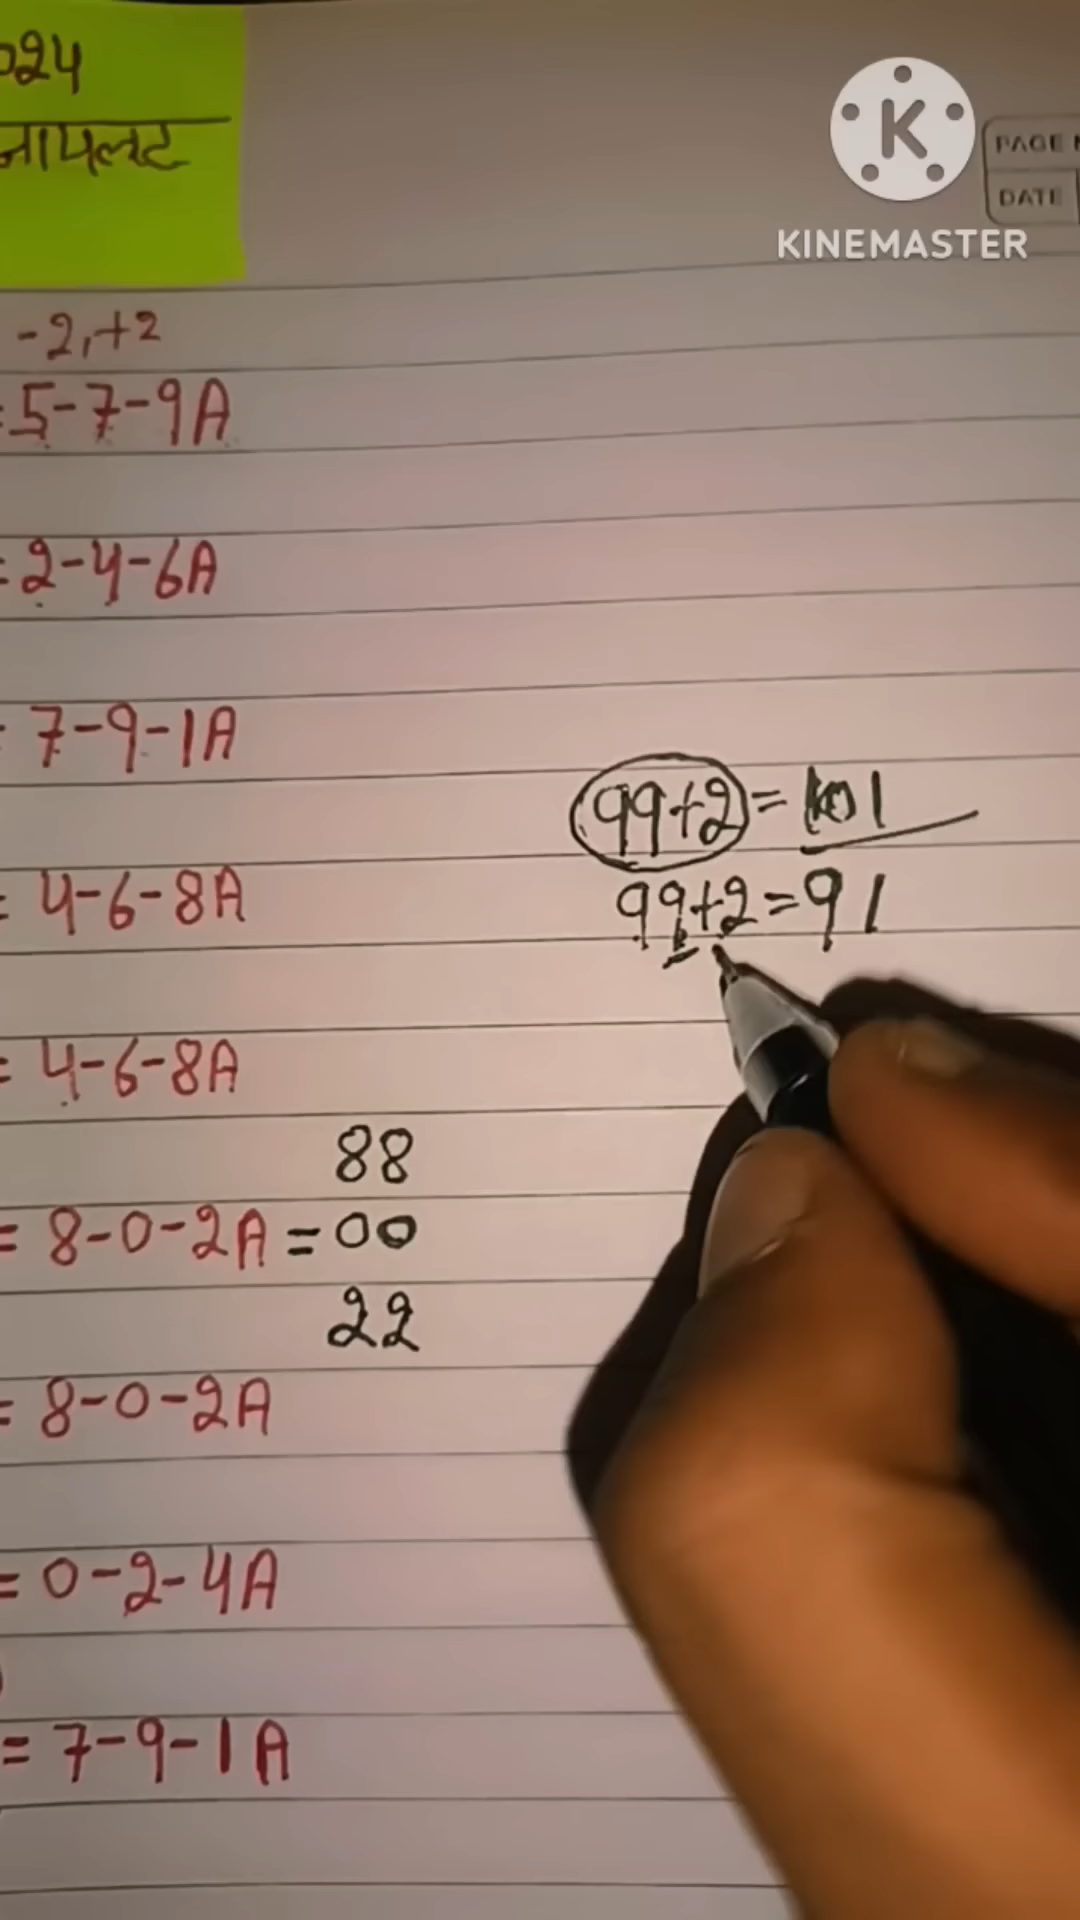 024
KINEMASTER
PAGE
DATE
-2,+2
=5-7-9A
=2-4-6A
=7-9-1A
99+2=101
=4-6-8A
99+2=91
=4-6-8A
88
=8-0-2A=00
22
=8-0-2A
=0-2-4A
=7-9-1A